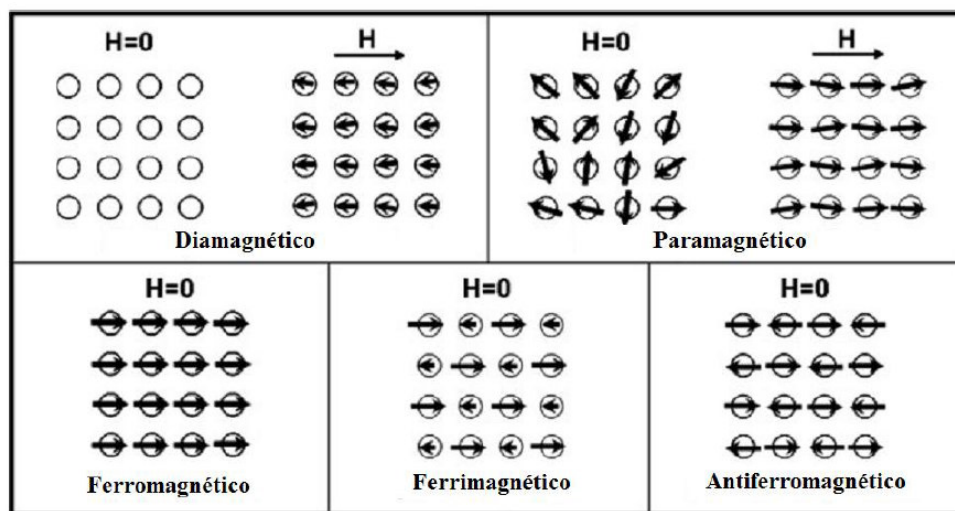 H=0
H
Diamagnético
H=0
H
Paramagnético
H=0
Ferromagnético
H=0
Ferrimagnético
H=0
Antiferromagnético